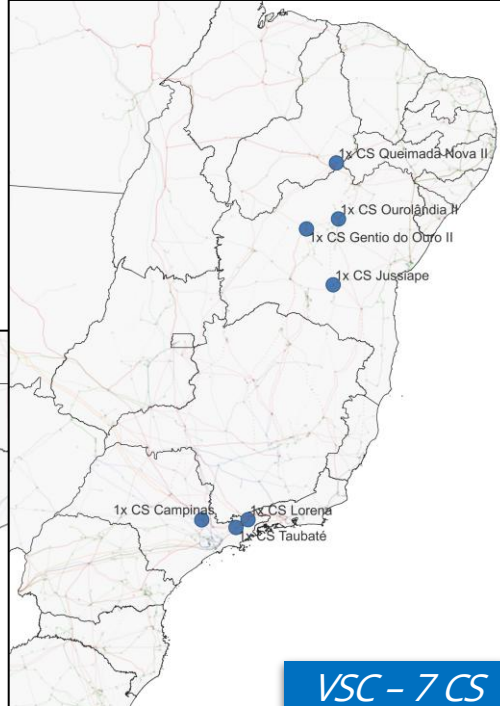 1x CS Queimada Nova II
1x CS Ourolândia II
1x CS Gentio do Ouro II
1x CS Jussiape
1x CS Campinas
1x CS Lorena
1x CS Taubaté
VSC – 7 CS